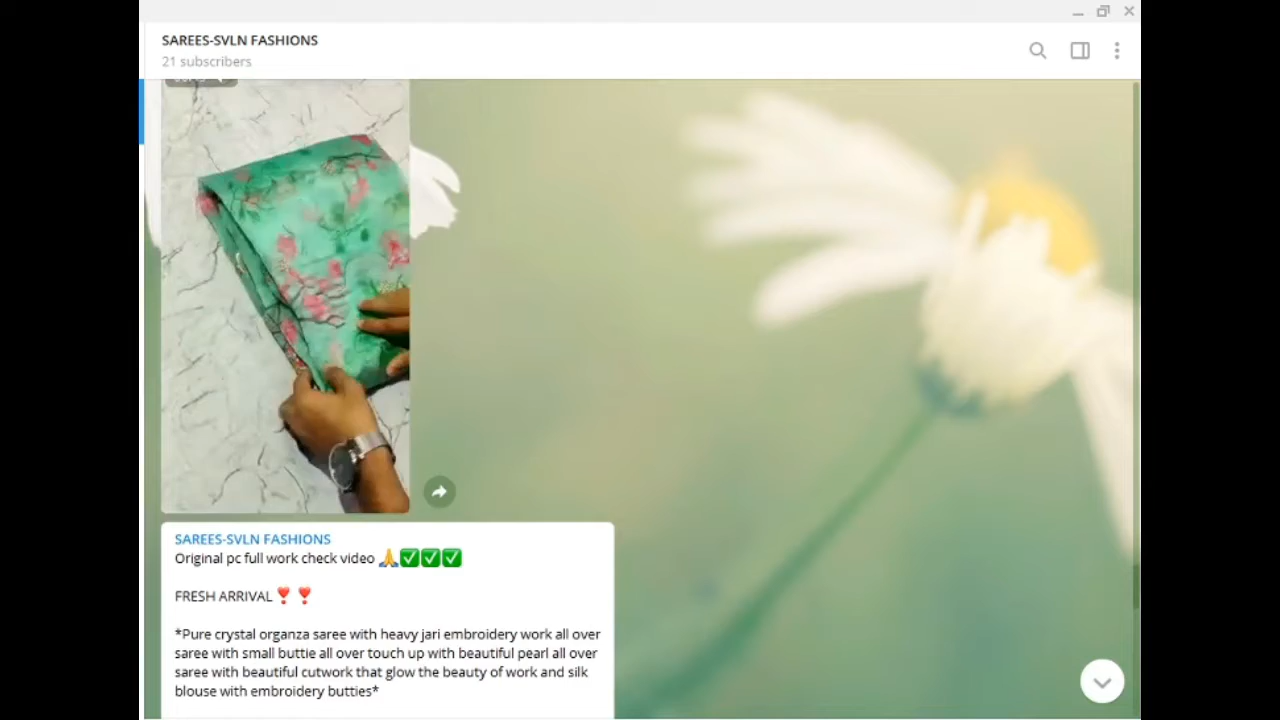 SAREES-SVLN FASHIONS
21 subscribers
SAREES-SVLN FASHIONS
Original pc full work check video 🙏✅✅✅
FRESH ARRIVAL❣️ ❣️
*Pure crystal organza saree with heavy jari embroidery work all over
saree with small buttie all over touch up with beautiful pearl all over
saree with beautiful cutwork that glow the beauty of work and silk
blouse with embroidery butties*